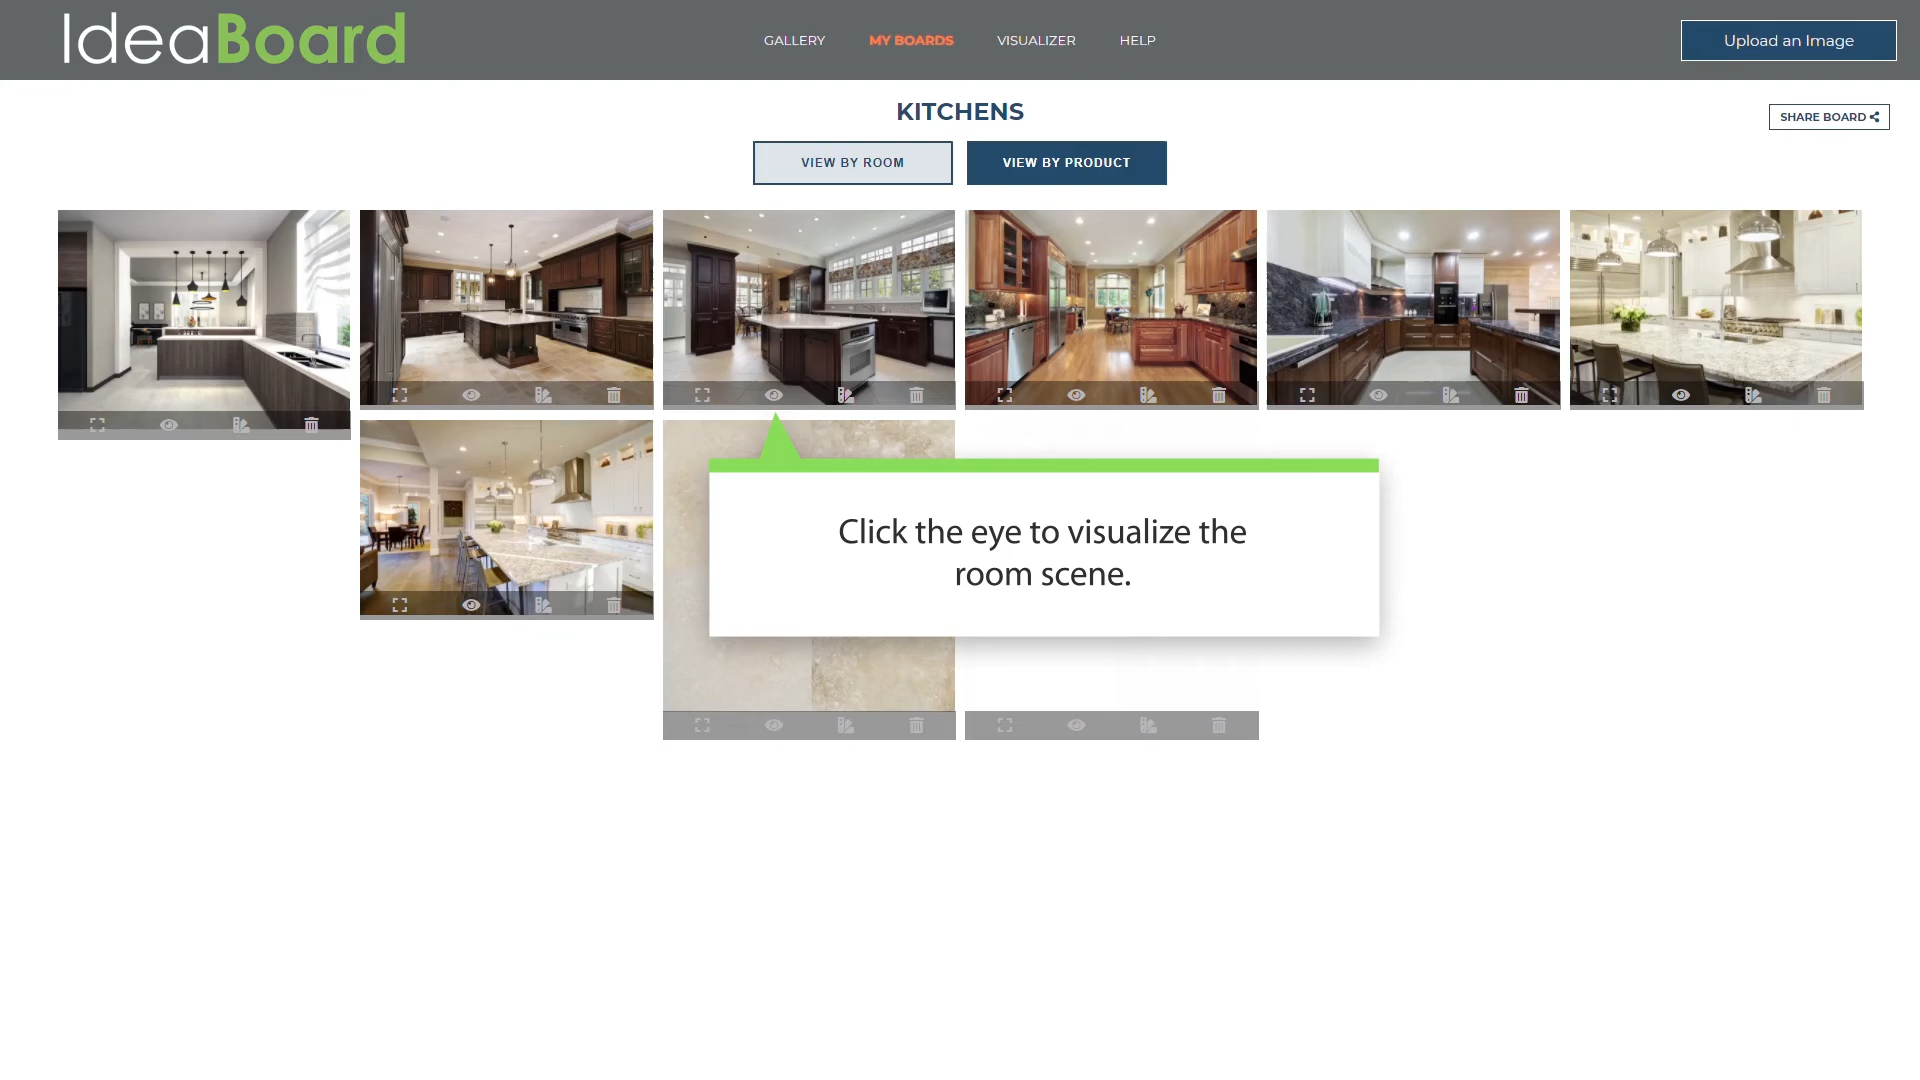 IdeaBoard
GALLERY
MY BOARDS
VISUALIZER
HELP
Upload an Image
KITCHENS
SHARE BOARD
VIEW BY ROOM
VIEW BY PRODUCT
Click the eye to visualize the
room scene.